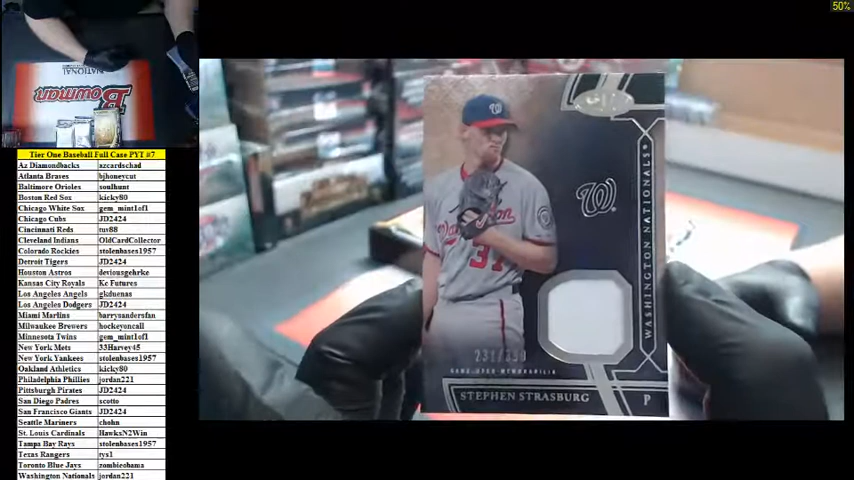 50%
NATIONAL
Bowman
Tier One Baseball Full Case PYT #7
Az Diamondbacks azcardschad
Atlanta Braves bjhoneycut
Baltimore Orioles soulhunt
Boston Red Sox kicky80
Chicago White Sox gem_mint1of1
Chicago Cubs JD2424
Cincinnati Reds tuv88
Cleveland Indians OldCardCollector
Colorado Rockies stolenbases1957
Detroit Tigers JD2424
Houston Astros deviousgehrke
Kansas City Royals Kc Futures
Los Angeles Angels gkduenas
Los Angeles Dodgers JD2424
Miami Marlins barrysandersfan
Milwaukee Brewers hockeyoncall
Minnesota Twins gem_mint1of1
New York Mets 33Harvey45
New York Yankees stolenbases1957
Oakland Athletics kicky80
Philadelphia Phillies jordan221
Pittsburgh Pirates JD2424
San Diego Padres scotto
San Francisco Giants JD2424
Seattle Mariners chohn
St. Louis Cardinals HawksN2Win
Tampa Bay Rays stolenbases1957
Texas Rangers tys1
Toronto Blue Jays zombieobama
Washington Nationals jordan221
W
WASHINGTON NATIONALS
37
GAME-USED MEMORABILIA
STEPHEN STRASBURG P